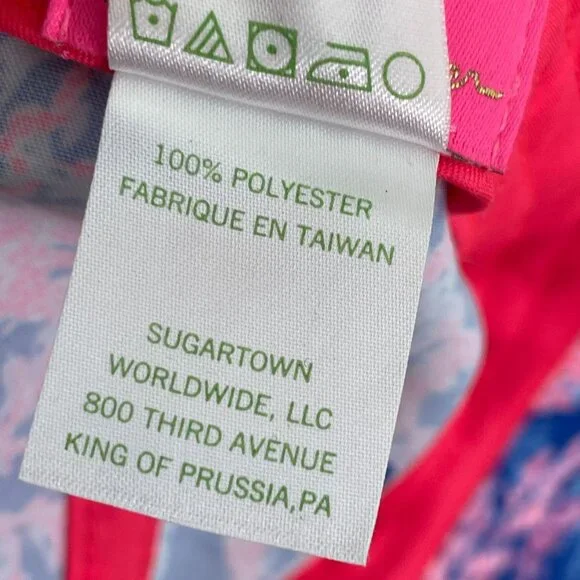 100% POLYESTER
FABRIQUE EN TAIWAN
SUGARTOWN
WORLDWIDE, LLC
800 THIRD AVENUE
KING OF PRUSSIA,PA